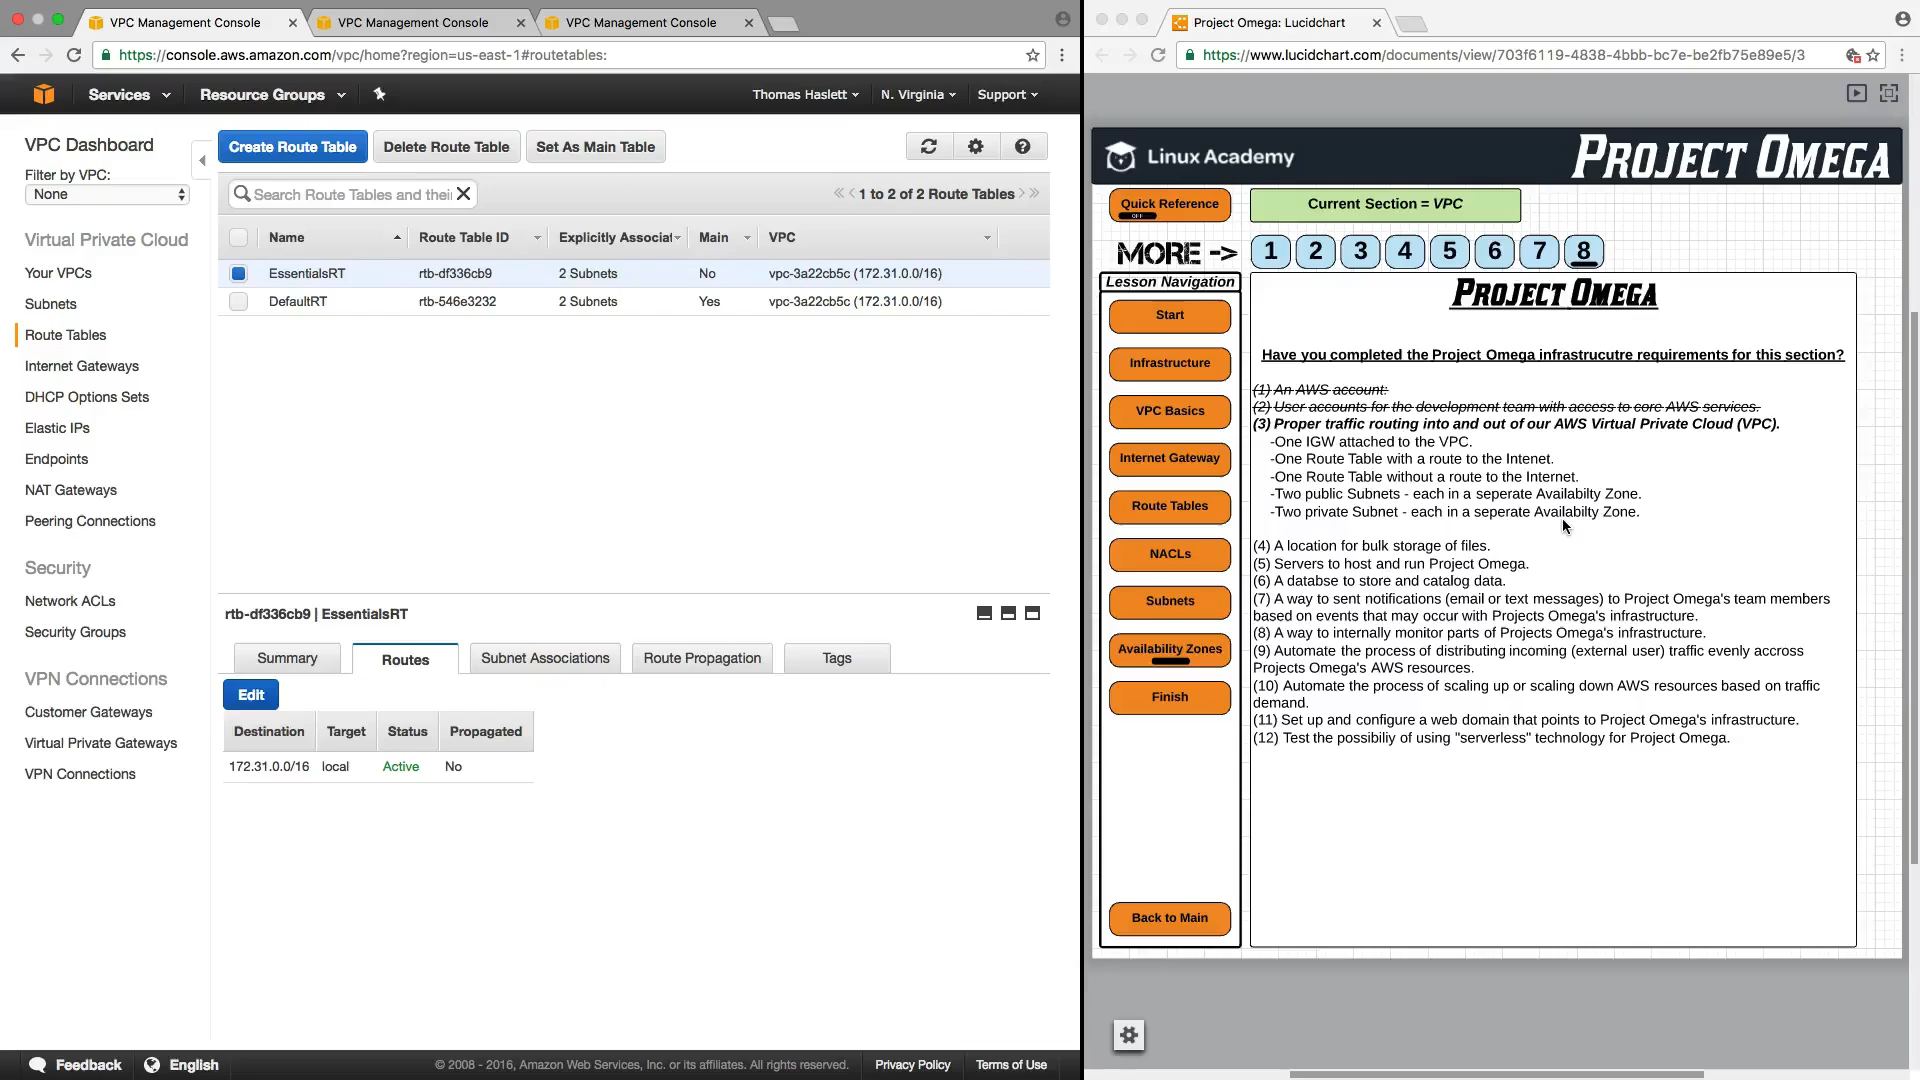 VPC Management Console
VPC Management Console
VPC Management Console
https://console.aws.amazon.com/vpc/home?region=us-east-1#routetables:
Services
Resource Groups
Thomas Haslett
N. Virginia
Support
VPC Dashboard
Filter by VPC:
None
Virtual Private Cloud
Your VPCs
Subnets
Route Tables
Internet Gateways
DHCP Options Sets
Elastic IPs
Endpoints
NAT Gateways
Peering Connections
Security
Network ACLs
Security Groups
VPN Connections
Customer Gateways
Virtual Private Gateways
VPN Connections
Create Route Table
Delete Route Table
Set As Main Table
Search Route Tables and thei
1 to 2 of 2 Route Tables
Name Route Table ID Explicitly Associat Main VPC
EssentialsRT rtb-df336cb9 2 Subnets No vpc-3a22cb5c (172.31.0.0/16)
DefaultRT rtb-546e3232 2 Subnets Yes vpc-3a22cb5c (172.31.0.0/16)
rtb-df336cb9 | EssentialsRT
Summary
Routes
Subnet Associations
Route Propagation
Tags
Edit
Destination Target Status Propagated
172.31.0.0/16 local Active No
Feedback
English
© 2008 - 2016, Amazon Web Services, Inc. or its affiliates. All rights reserved.
Privacy Policy
Terms of Use
Project Omega: Lucidchart
https://www.lucidchart.com/documents/view/703f6119-4838-4bbb-bc7e-be2fb75e89e5/3
Linux Academy
PROJECT OMEGA
Quick Reference
OFF
Current Section = VPC
MORE ->
1 2 3 4 5 6 7 8
Lesson Navigation
Start
Infrastructure
VPC Basics
Internet Gateway
Route Tables
NACLs
Subnets
Availability Zones
Finish
Back to Main
PROJECT OMEGA
Have you completed the Project Omega infrastrucutre requirements for this section?
(1) An AWS account:
(2) User accounts for the development team with access to core AWS services.
(3) Proper traffic routing into and out of our AWS Virtual Private Cloud (VPC).
-One IGW attached to the VPC.
-One Route Table with a route to the Intenet.
-One Route Table without a route to the Internet.
-Two public Subnets - each in a seperate Availabilty Zone.
-Two private Subnet - each in a seperate Availabilty Zone.
(4) A location for bulk storage of files.
(5) Servers to host and run Project Omega.
(6) A databse to store and catalog data.
(7) A way to sent notifications (email or text messages) to Project Omega's team members
based on events that may occur with Projects Omega's infrastructure.
(8) A way to internally monitor parts of Projects Omega's infrastructure.
(9) Automate the process of distributing incoming (external user) traffic evenly accross
Projects Omega's AWS resources.
(10) Automate the process of scaling up or scaling down AWS resources based on traffic
demand.
(11) Set up and configure a web domain that points to Project Omega's infrastructure.
(12) Test the possibiliy of using "serverless" technology for Project Omega.